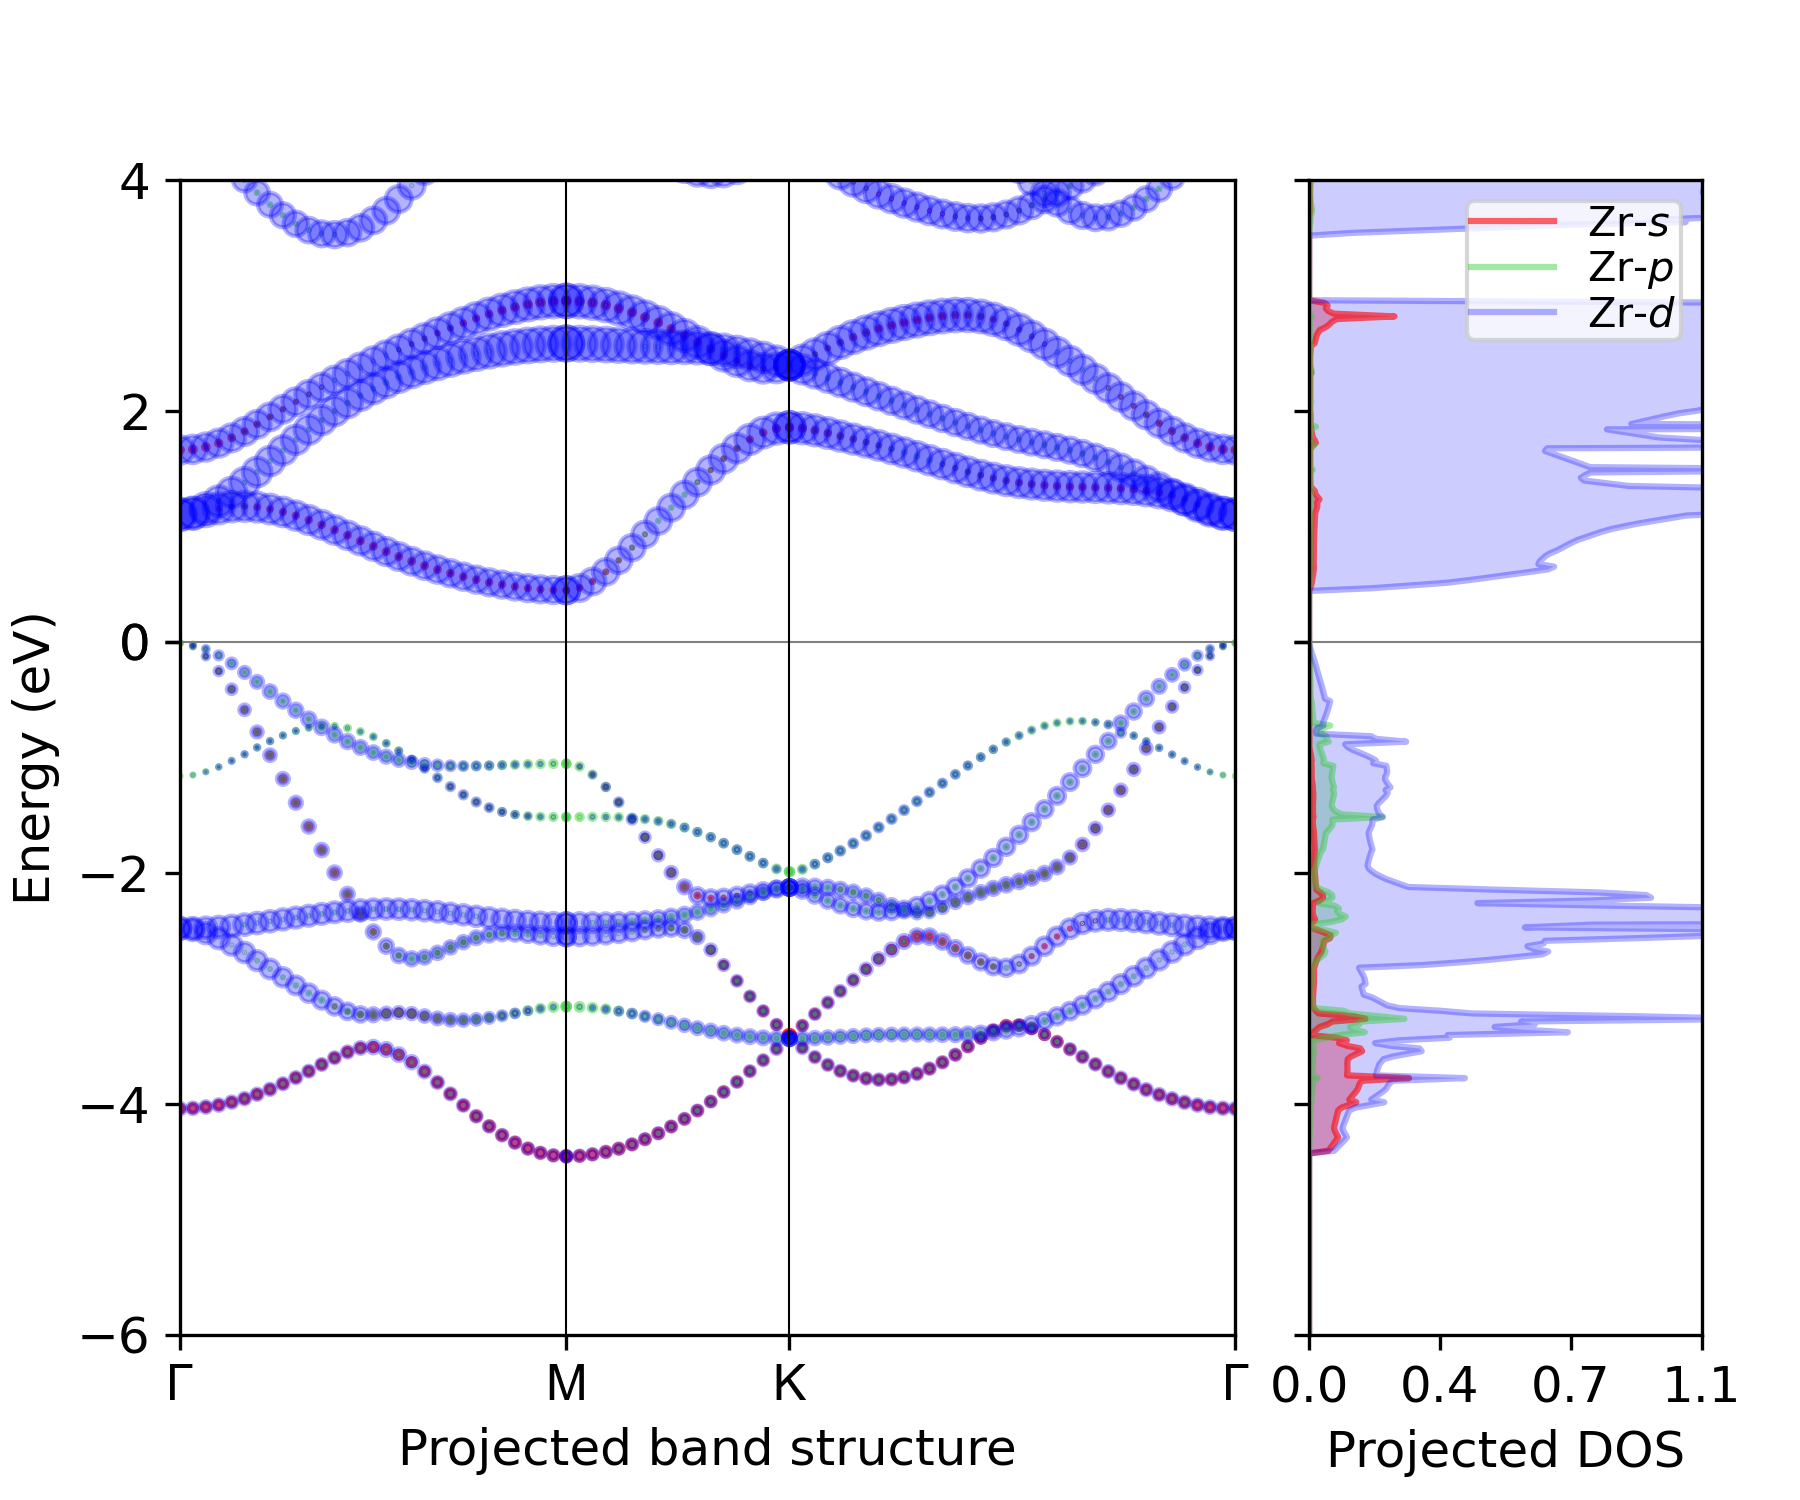 Energy (eV)
4
2
0
−2
−4
−6
Γ
M
K
Γ
Projected band structure
Zr-s
Zr-p
Zr-d
0.0
0.4
0.7
1.1
Projected DOS